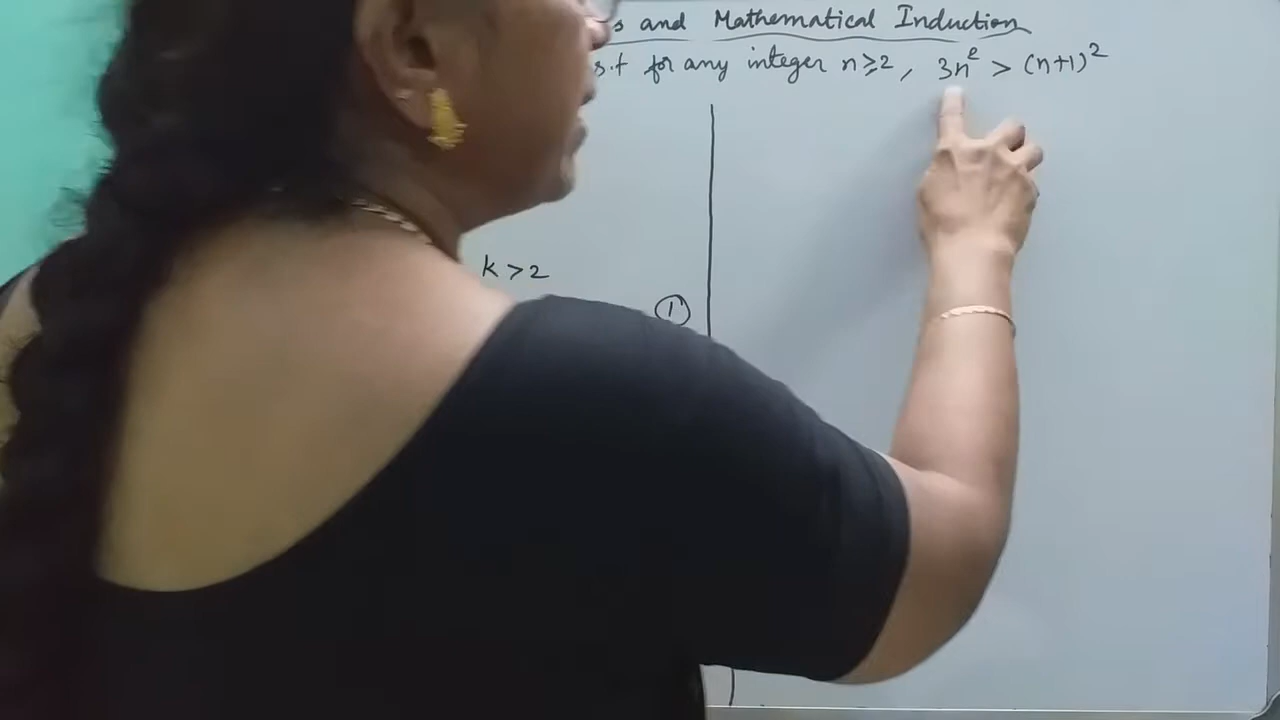 and Mathematical Induction
s.t for any integer n≥2, 3n² > (n+1)²
k > 2
①